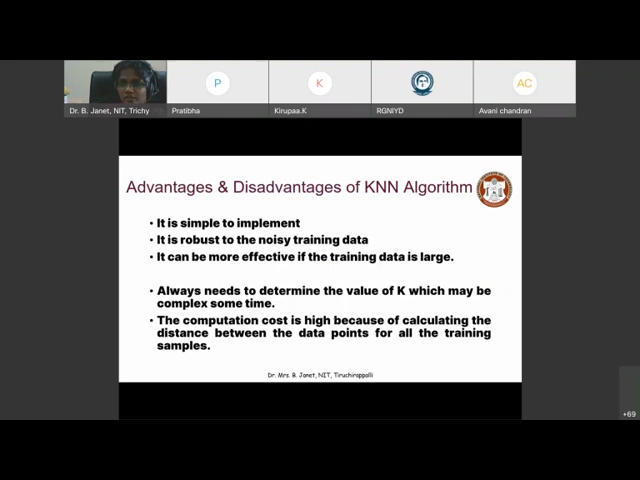 P
K
AC
Dr. B. Janet, NIT, Trichy
Pratibha
Kirupaa.K
RGNIYD
Avani chandran
Advantages & Disadvantages of KNN Algorithm
• It is simple to implement
• It is robust to the noisy training data
• It can be more effective if the training data is large.
• Always needs to determine the value of K which may be
complex some time.
• The computation cost is high because of calculating the
distance between the data points for all the training
samples.
Dr. Mrs. B. Janet, NIT, Tiruchirappalli
+69